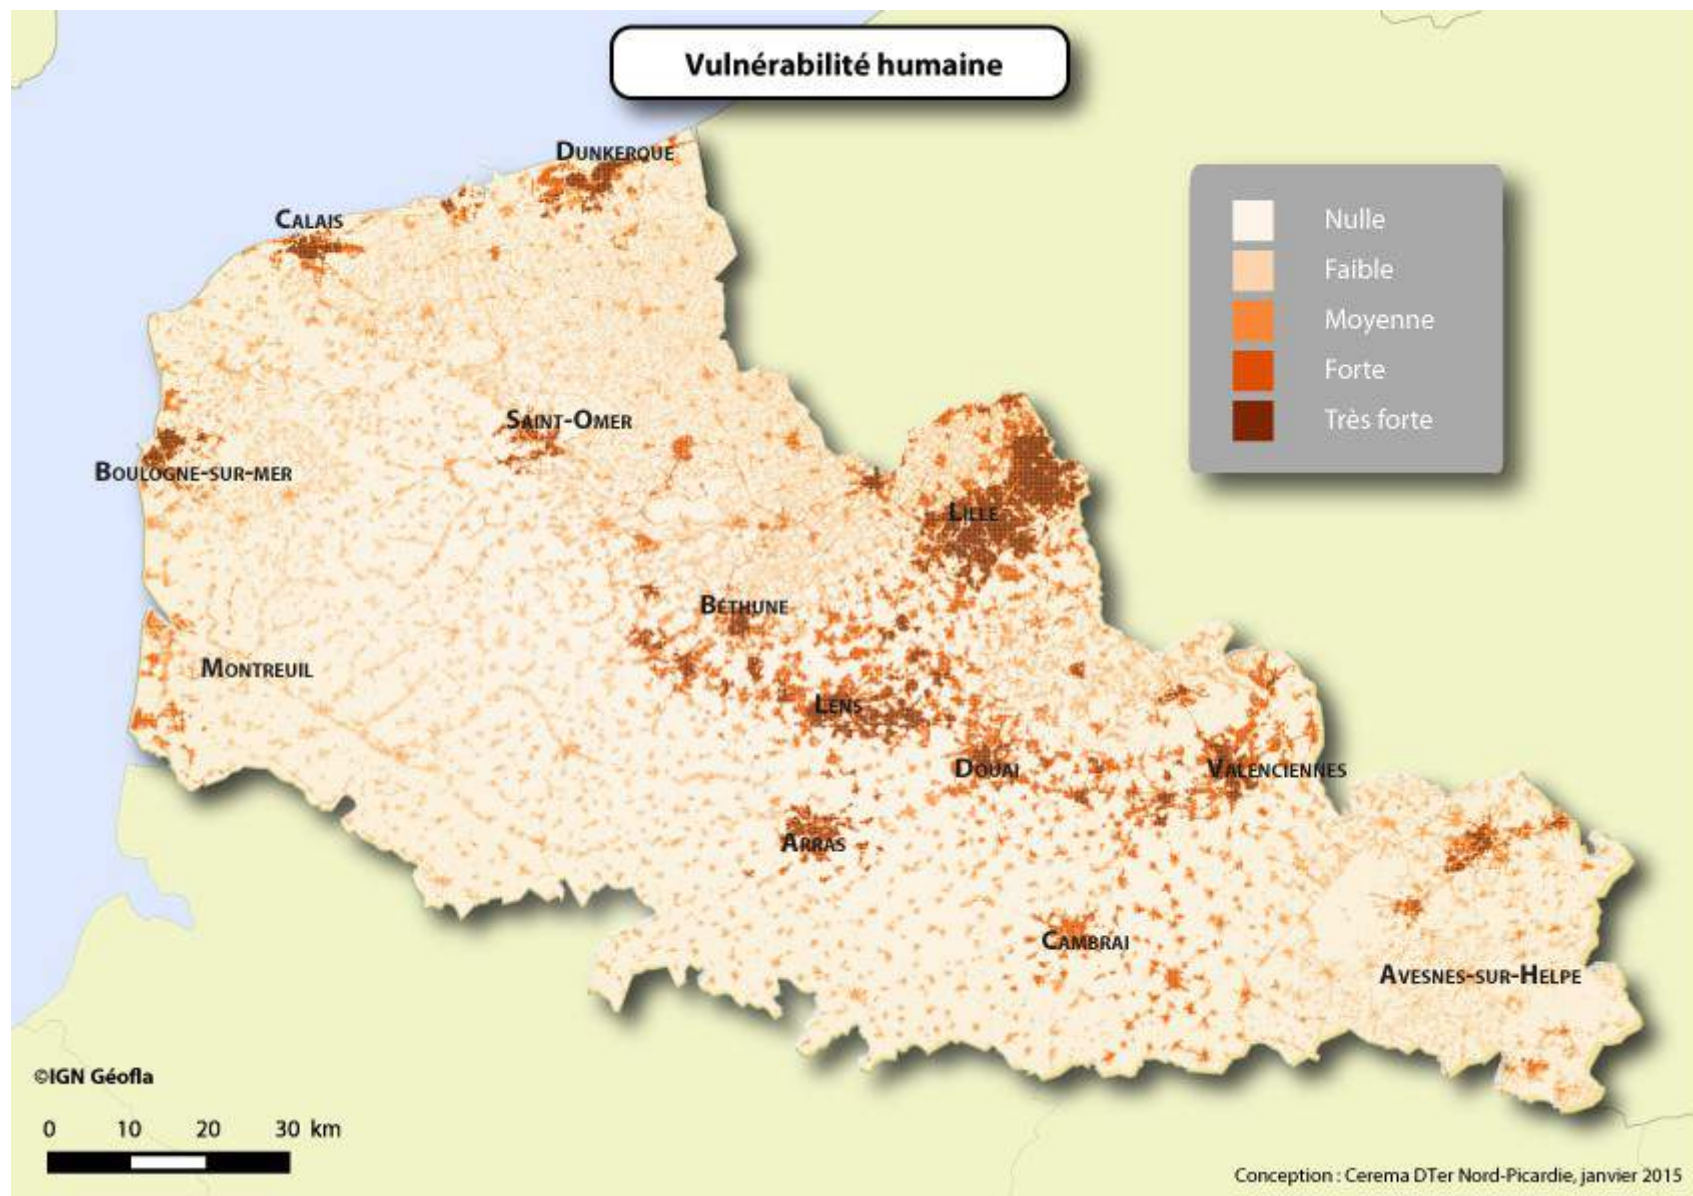 Vulnérabilité humaine
Dunkerque
Calais
Nulle
Faible
Moyenne
Forte
Très forte
Saint-Omer
Boulogne-sur-Mer
Lille
Béthune
Montreuil
Lens
Douai
Valenciennes
Arras
Cambrai
Avesnes-sur-Helpe
©IGN Géofla
0 10 20 30 km
Conception : Cerema DTer Nord-Picardie, janvier 2015